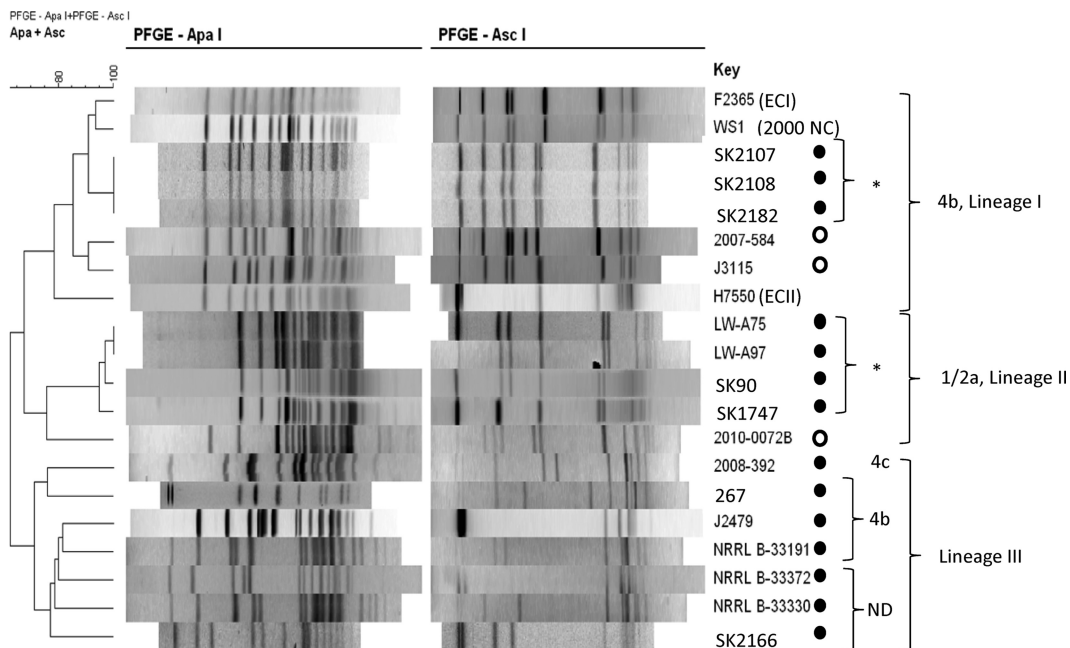 PFGE - Apa I+PFGE - Asc I
Apa + Asc
PFGE - Apa I
PFGE - Asc I
80
100
Key
F2365 (ECI)
WS1 (2000 NC)
SK2107
SK2108
*
SK2182
4b, Lineage I
2007-584
J3115
H7550 (ECII)
LW-A75
LW-A97
*
SK90
1/2a, Lineage II
SK1747
2010-0072B
2008-392
4c
267
J2479
4b
NRRL B-33191
Lineage III
NRRL B-33372
NRRL B-33330
ND
SK2166